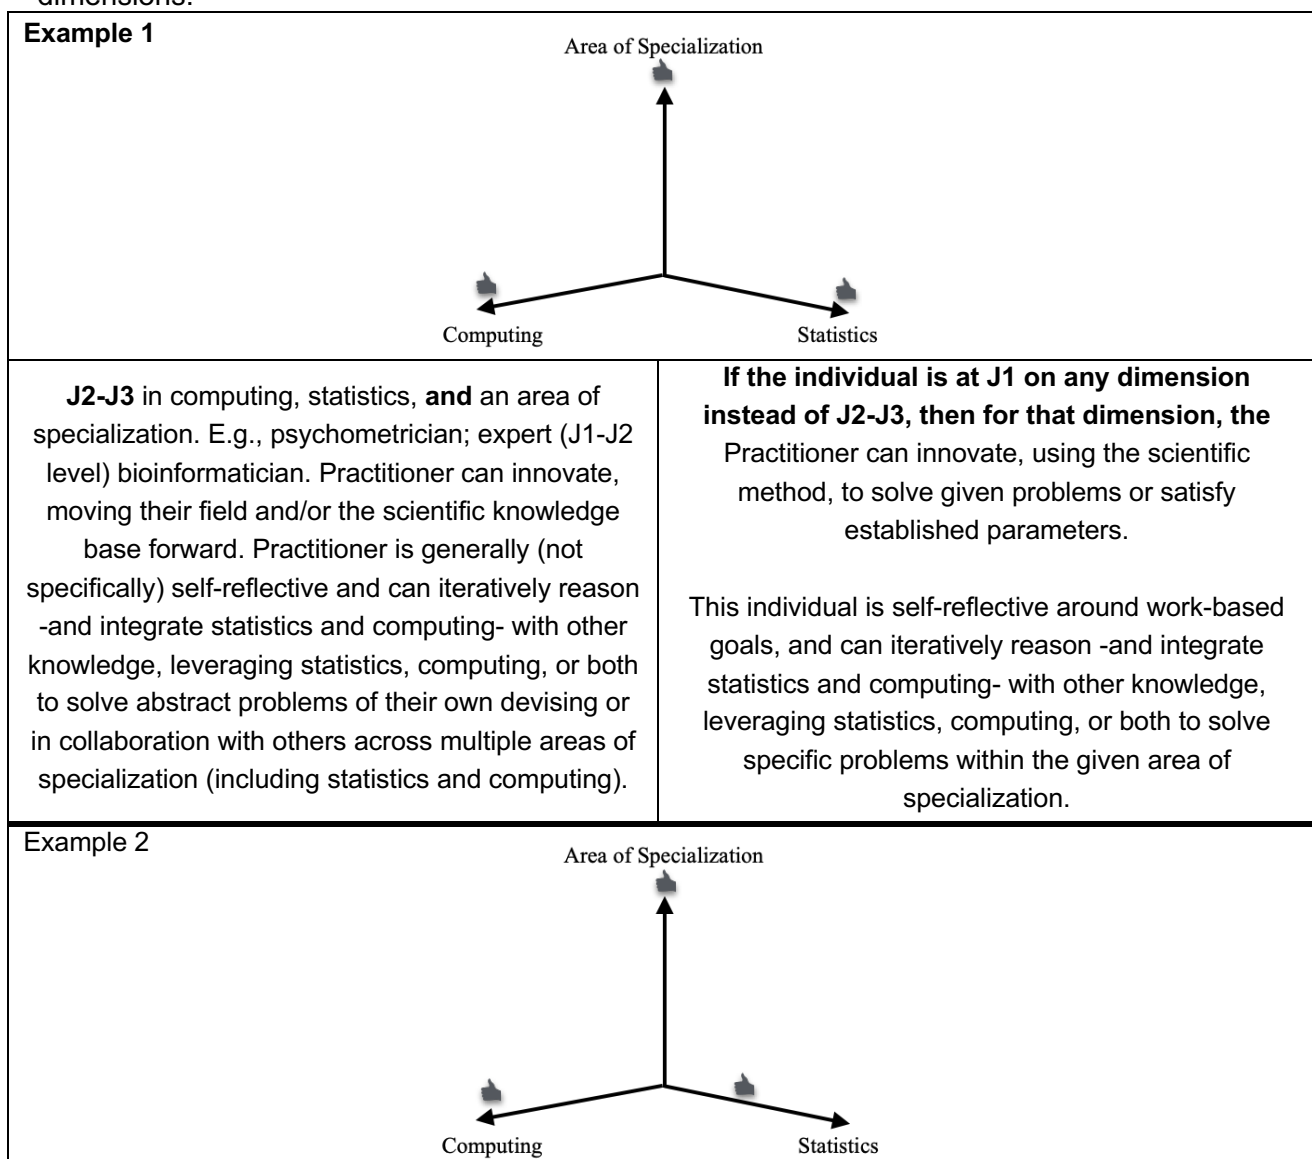 dimensions.
Example 1
Area of Specialization
Computing
Statistics
J2-J3 in computing, statistics, and an area of
specialization. E.g., psychometrician; expert (J1-J2
level) bioinformatician. Practitioner can innovate,
moving their field and/or the scientific knowledge
base forward. Practitioner is generally (not
specifically) self-reflective and can iteratively reason
-and integrate statistics and computing- with other
knowledge, leveraging statistics, computing, or both
to solve abstract problems of their own devising or
in collaboration with others across multiple areas of
specialization (including statistics and computing).
If the individual is at J1 on any dimension
instead of J2-J3, then for that dimension, the
Practitioner can innovate, using the scientific
method, to solve given problems or satisfy
established parameters.
This individual is self-reflective around work-based
goals, and can iteratively reason -and integrate
statistics and computing- with other knowledge,
leveraging statistics, computing, or both to solve
specific problems within the given area of
specialization.
Example 2
Area of Specialization
Computing
Statistics